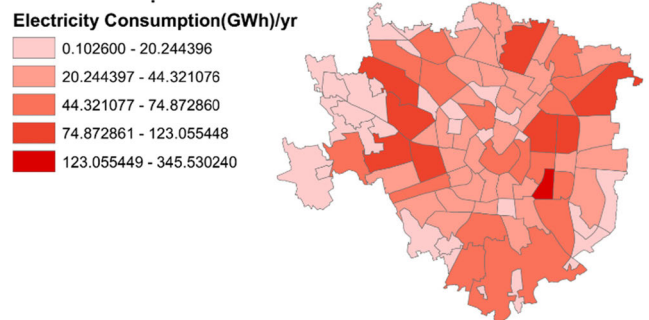 Electricity Consumption(GWh)/yr
0.102600 - 20.244396
20.244397 - 44.321076
44.321077 - 74.872860
74.872861 - 123.055448
123.055449 - 345.530240